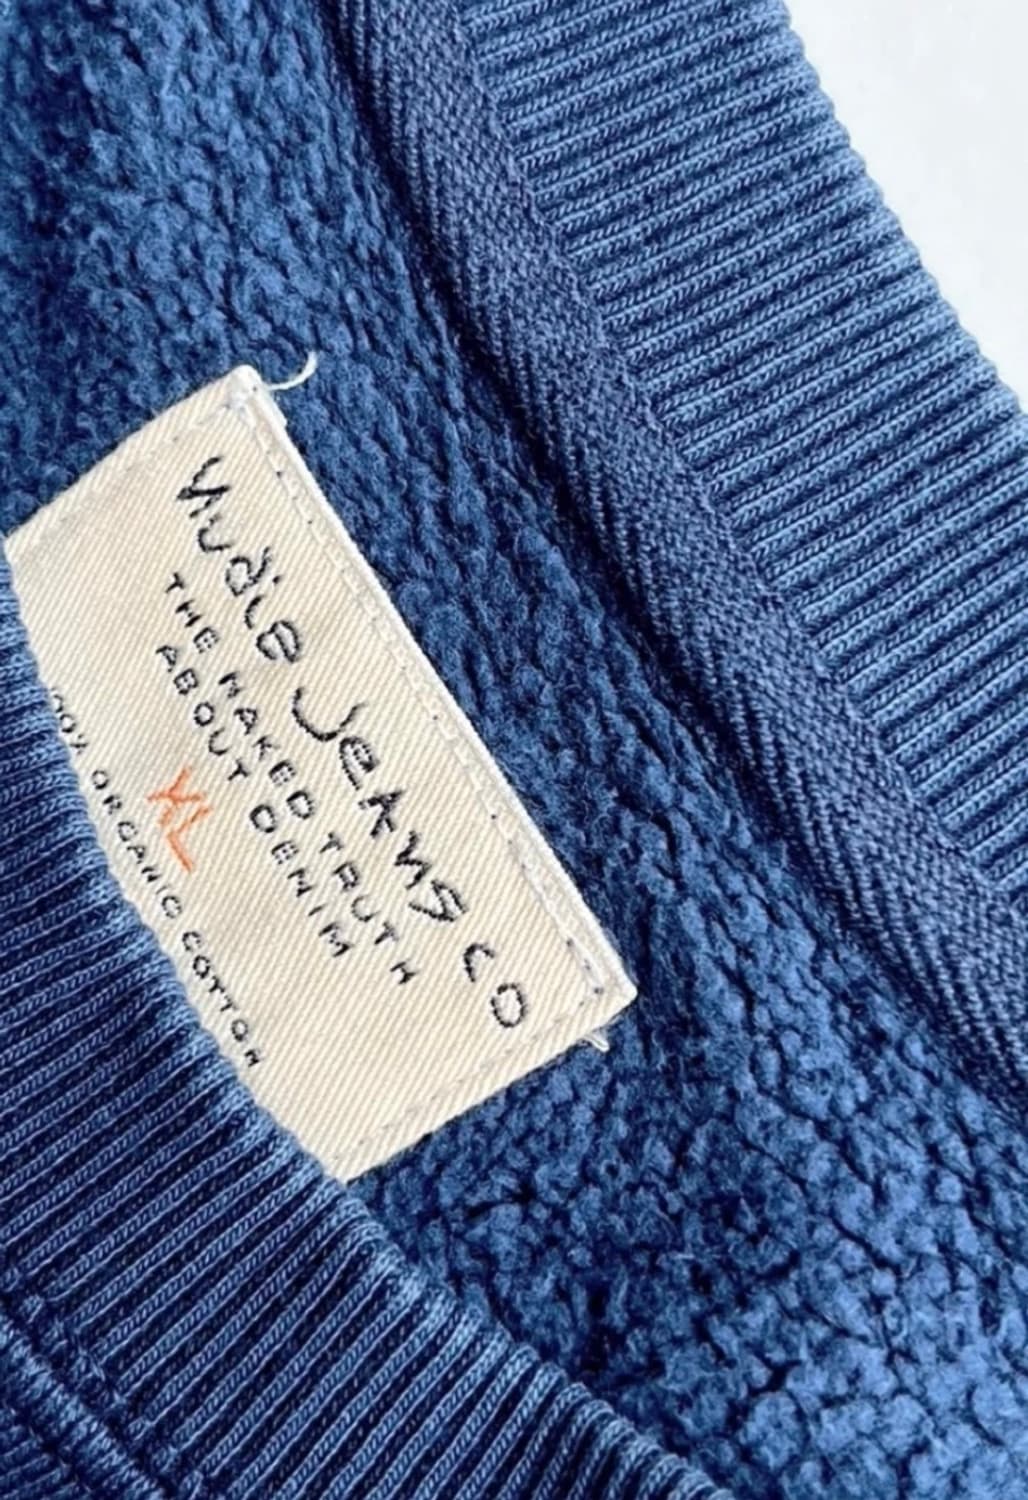 Nudie Jeans CO
THE NAKED TRUTH
ABOUT DENIM
XL
100% ORGANIC COTTON